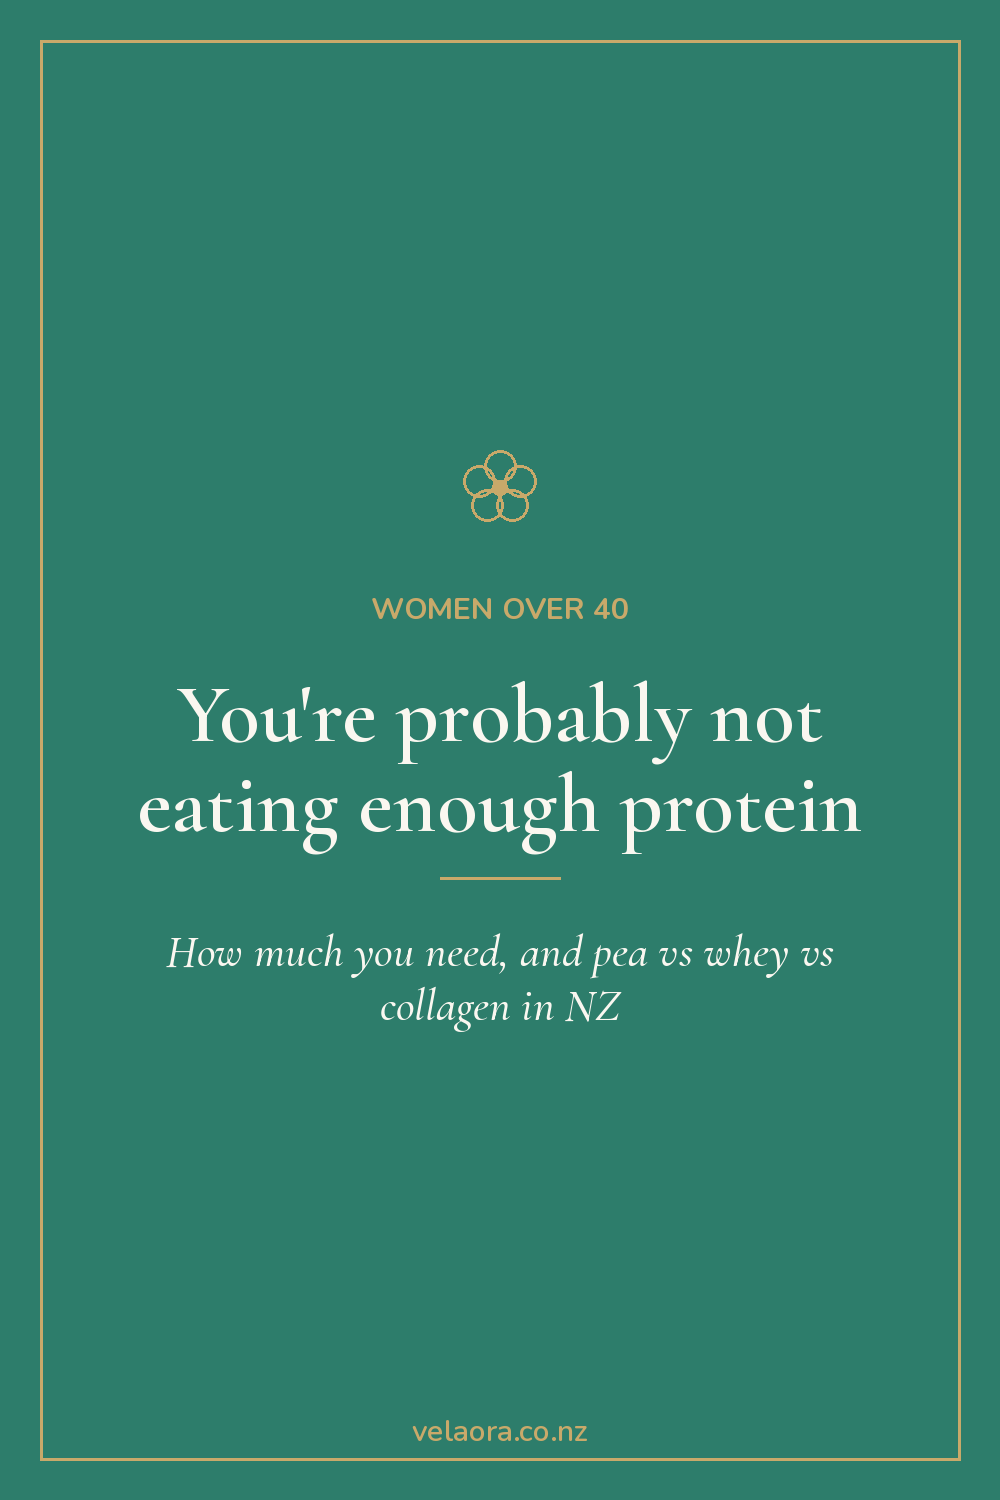 WOMEN OVER 40
You're probably not
eating enough protein
How much you need, and pea vs whey vs
collagen in NZ
velaora.co.nz